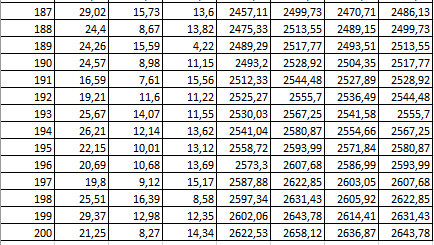 187 29,02 15,73 13,6 2457,11 2499,73 2470,71 2486,13
188 24,4 8,67 13,82 2475,33 2513,55 2489,15 2499,73
189 24,26 15,59 4,22 2489,29 2517,77 2493,51 2513,55
190 24,57 8,98 11,15 2493,2 2528,92 2504,35 2517,77
191 16,59 7,61 15,56 2512,33 2544,48 2527,89 2528,92
192 19,21 11,6 11,22 2525,27 2555,7 2536,49 2544,48
193 25,67 14,07 11,55 2530,03 2567,25 2541,58 2555,7
194 26,21 12,14 13,62 2541,04 2580,87 2554,66 2567,25
195 22,15 10,01 13,12 2558,72 2593,99 2571,84 2580,87
196 20,69 10,68 13,69 2573,3 2607,68 2586,99 2593,99
197 19,8 9,12 15,17 2587,88 2622,85 2603,05 2607,68
198 25,51 16,39 8,58 2597,34 2631,43 2605,92 2622,85
199 29,37 12,98 12,35 2602,06 2643,78 2614,41 2631,43
200 21,25 8,27 14,34 2622,53 2658,12 2636,87 2643,78